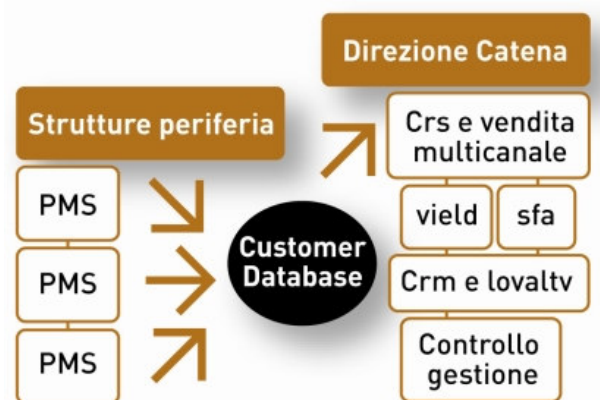 Direzione Catena
Strutture periferia
Crs e vendita
multicanale
PMS
vield
sfa
Customer
Database
PMS
Crm e lovaltv
PMS
Controllo
gestione